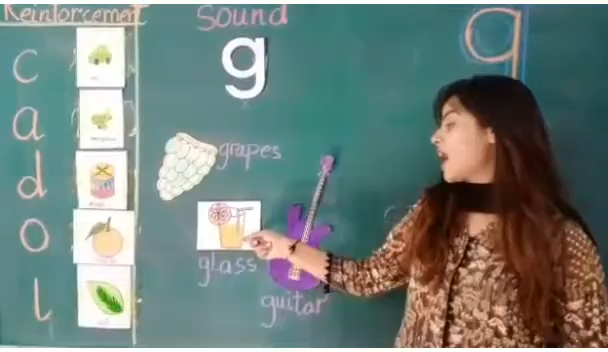 Reinforcement
Sound
g
g
c
a
d
o
l
grapes
glass
guitar